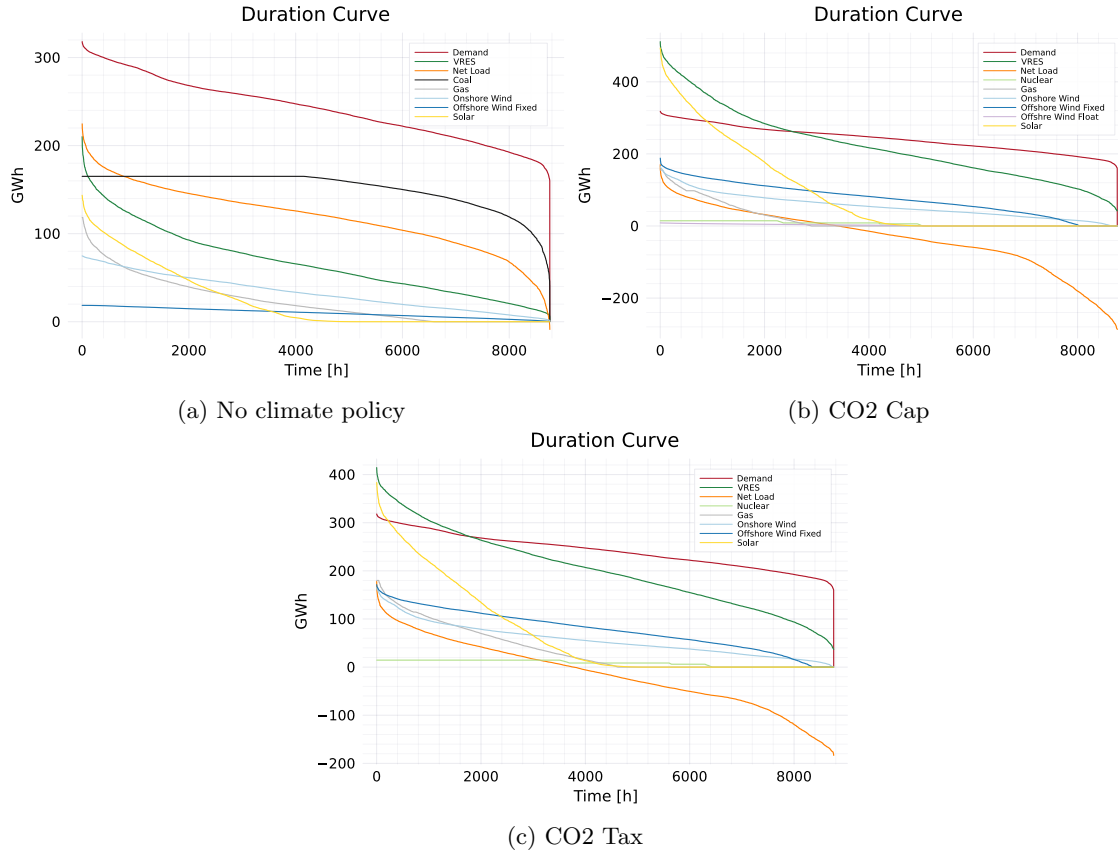 Duration Curve
GWh
300
200
100
0
Demand
VRES
Net Load
Coal
Gas
Onshore Wind
Offshore Wind Fixed
Solar
0 2000 4000 6000 8000
Time [h]
(a) No climate policy
Duration Curve
GWh
400
200
0
−200
Demand
VRES
Net Load
Nuclear
Gas
Onshore Wind
Offshore Wind Fixed
Offshre Wind Float
Solar
0 2000 4000 6000 8000
Time [h]
(b) CO2 Cap
Duration Curve
GWh
400
300
200
100
0
−100
−200
Demand
VRES
Net Load
Nuclear
Gas
Onshore Wind
Offshore Wind Fixed
Solar
0 2000 4000 6000 8000
Time [h]
(c) CO2 Tax